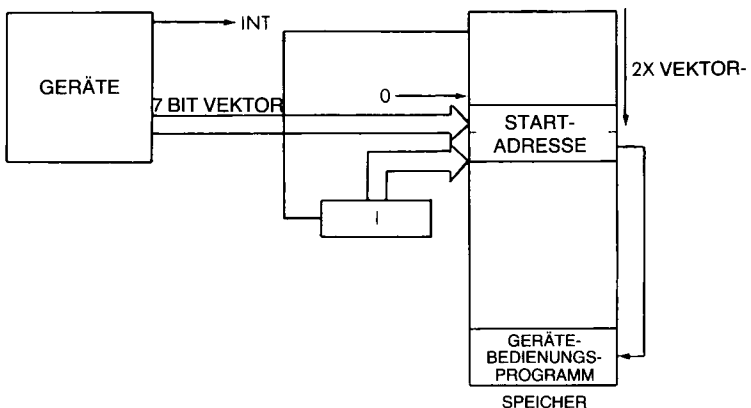 INT
GERÄTE
2X VEKTOR-
7 BIT VEKTOR
0
START-
ADRESSE
I
GERÄTE-
BEDIENUNGS-
PROGRAMM
SPEICHER